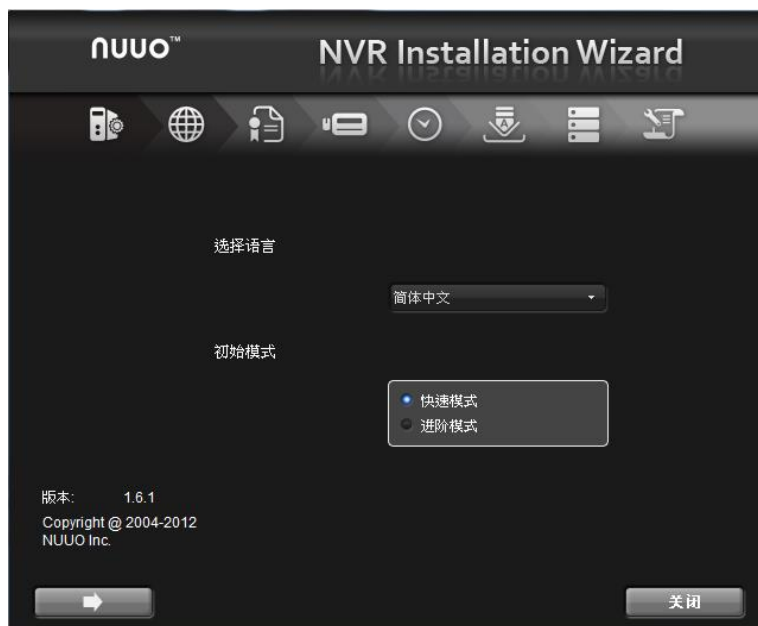 nuuo™
NVR Installation Wizard
选择语言
简体中文
初始模式
快速模式
进阶模式
版本: 1.6.1
Copyright @ 2004-2012
NUUO Inc.
关闭